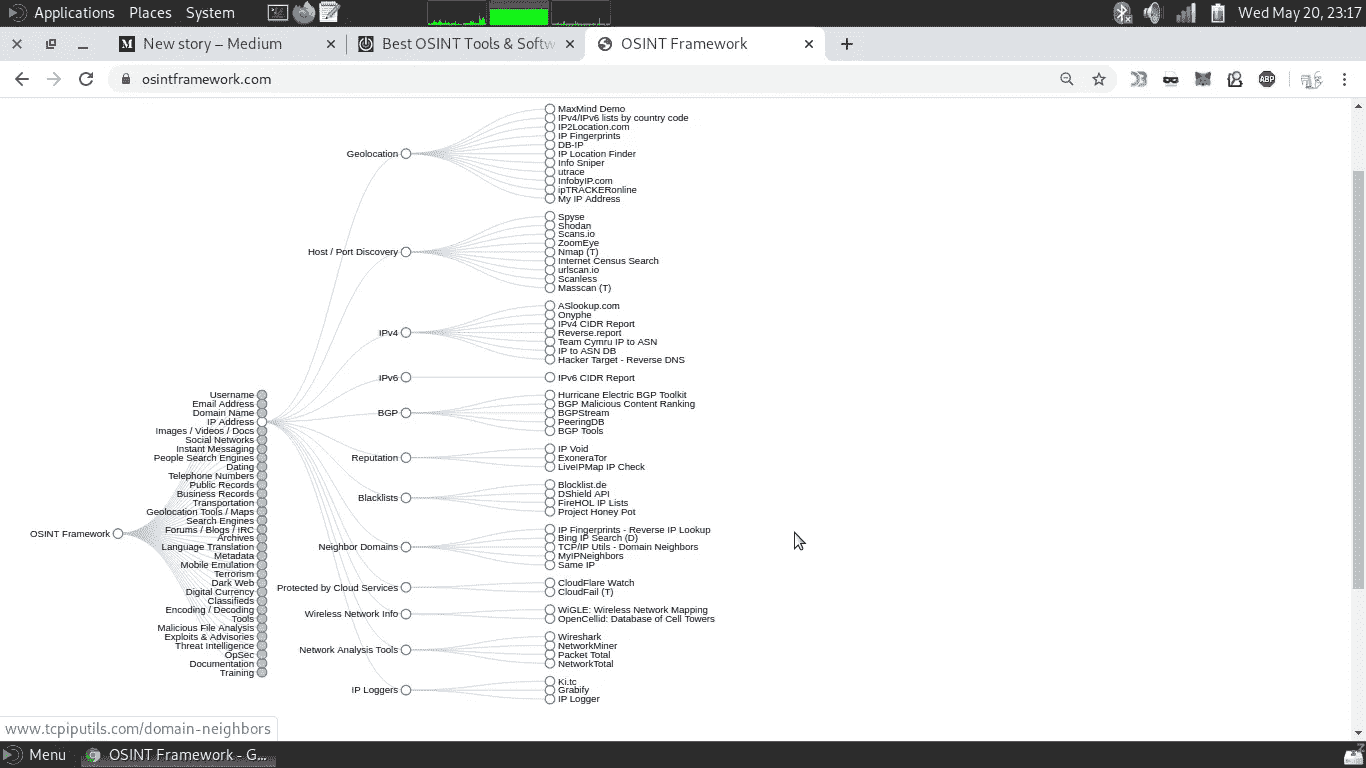 Applications Places System Wed May 20, 23:17
New story – Medium Best OSINT Tools & Softw OSINT Framework
osintframework.com ABP
Geolocation
MaxMind Demo
IPv4/IPv6 lists by country code
IP2Location.com
IP Fingerprints
DB-IP
IP Location Finder
Info Sniper
utrace
InfobyIP.com
ipTRACKERonline
My IP Address
Host / Port Discovery
Spyse
Shodan
Scans.io
ZoomEye
Nmap (T)
Internet Census Search
urlscan.io
Scanless
Masscan (T)
IPv4
ASlookup.com
Onyphe
IPv4 CIDR Report
Reverse.report
Team Cymru IP to ASN
IP to ASN DB
Hacker Target - Reverse DNS
IPv6
IPv6 CIDR Report
BGP
Hurricane Electric BGP Toolkit
BGP Malicious Content Ranking
BGPStream
PeeringDB
BGP Tools
Reputation
IP Void
ExoneraTor
LiveIPMap IP Check
Blacklists
Blocklist.de
DShield API
FireHOL IP Lists
Project Honey Pot
Neighbor Domains
IP Fingerprints - Reverse IP Lookup
Bing IP Search (D)
TCP/IP Utils - Domain Neighbors
MyIPNeighbors
Same IP
Protected by Cloud Services
CloudFlare Watch
CloudFail (T)
Wireless Network Info
WiGLE: Wireless Network Mapping
OpenCellid: Database of Cell Towers
Network Analysis Tools
Wireshark
NetworkMiner
Packet Total
NetworkTotal
IP Loggers
Ki.tc
Grabify
IP Logger
OSINT Framework
Username
Email Address
Domain Name
IP Address
Images / Videos / Docs
Social Networks
Instant Messaging
People Search Engines
Dating
Telephone Numbers
Public Records
Business Records
Transportation
Geolocation Tools / Maps
Search Engines
Forums / Blogs / IRC
Archives
Language Translation
Metadata
Mobile Emulation
Terrorism
Dark Web
Digital Currency
Classifieds
Encoding / Decoding
Tools
Malicious File Analysis
Exploits & Advisories
Threat Intelligence
OpSec
Documentation
Training
www.tcpiputils.com/domain-neighbors
Menu OSINT Framework - G...